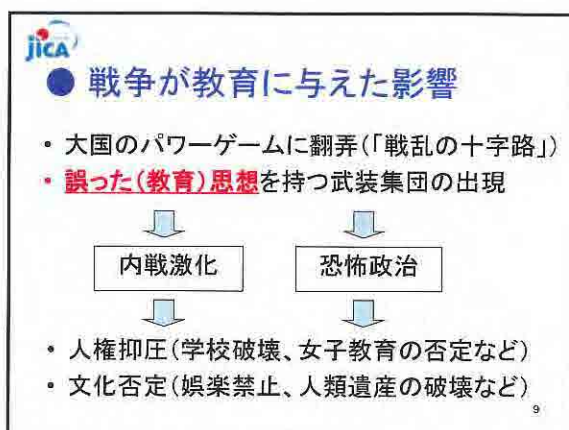 jICA
● 戦争が教育に与えた影響
・ 大国のパワーゲームに翻弄(「戦乱の十字路」)
・ 誤った(教育)思想を持つ武装集団の出現
内戦激化 恐怖政治
・ 人権抑圧(学校破壊、女子教育の否定など)
・ 文化否定(娯楽禁止、人類遺産の破壊など)
9